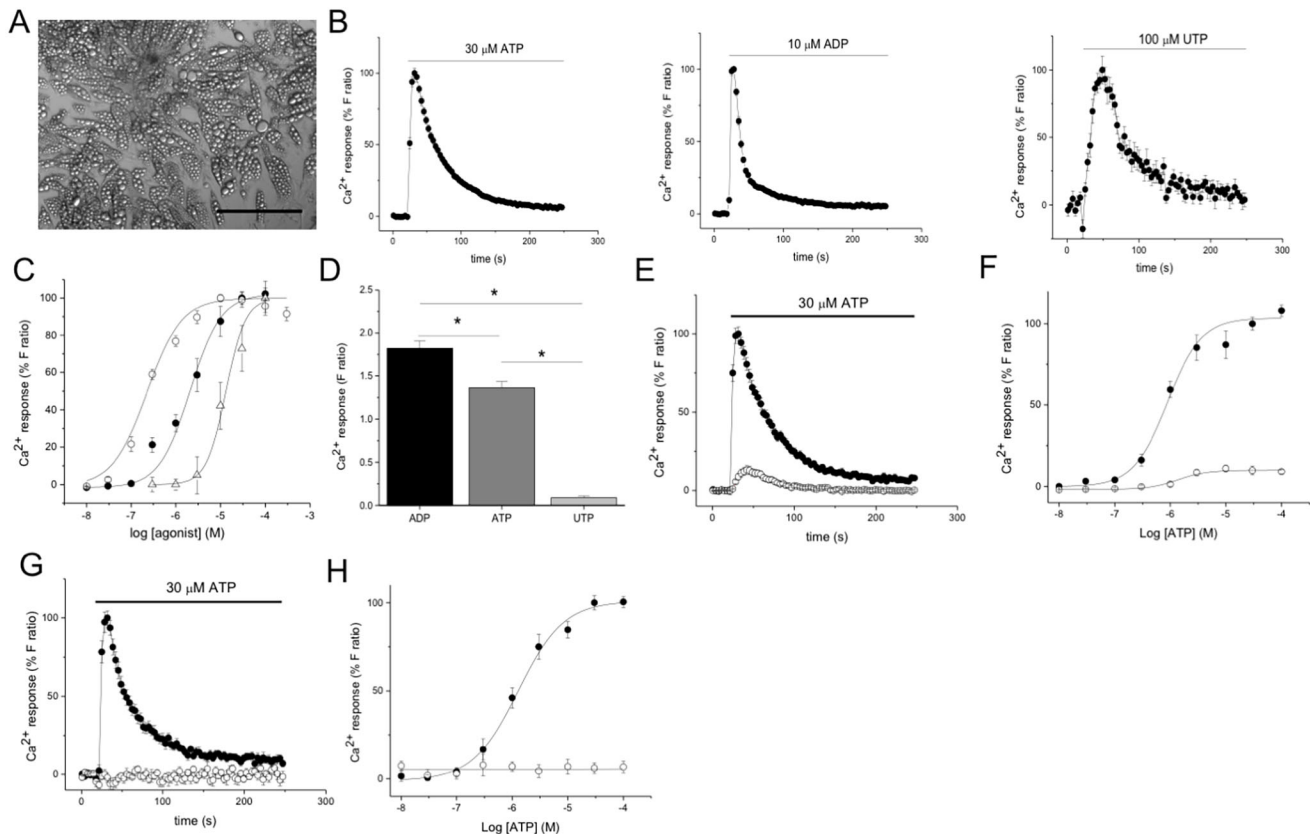 A
B
30 μM ATP
Ca2+ response (% F ratio)
100
50
0
0 100 200 300
time (s)
10 μM ADP
Ca2+ response (% F ratio)
100
50
0
0 100 200 300
time (s)
100 μM UTP
Ca2+ response (% F ratio)
100
50
0
0 100 200 300
time (s)
C
Ca2+ response (% F ratio)
100
80
60
40
20
0
-8 -7 -6 -5 -4 -3
log [agonist] (M)
D
Ca2+ response (F ratio)
2.5
2.0
1.5
1.0
0.5
0.0
* * *
ADP ATP UTP
E
30 μM ATP
Ca2+ response (% F ratio)
100
50
0
0 100 200 300
time (s)
F
Ca2+ response (% F ratio)
100
50
0
-8 -7 -6 -5 -4
Log [ATP] (M)
G
30 μM ATP
Ca2+ response (% F ratio)
100
50
0
0 100 200 300
time (s)
H
Ca2+ response (% F ratio)
100
50
0
-8 -7 -6 -5 -4
Log [ATP] (M)